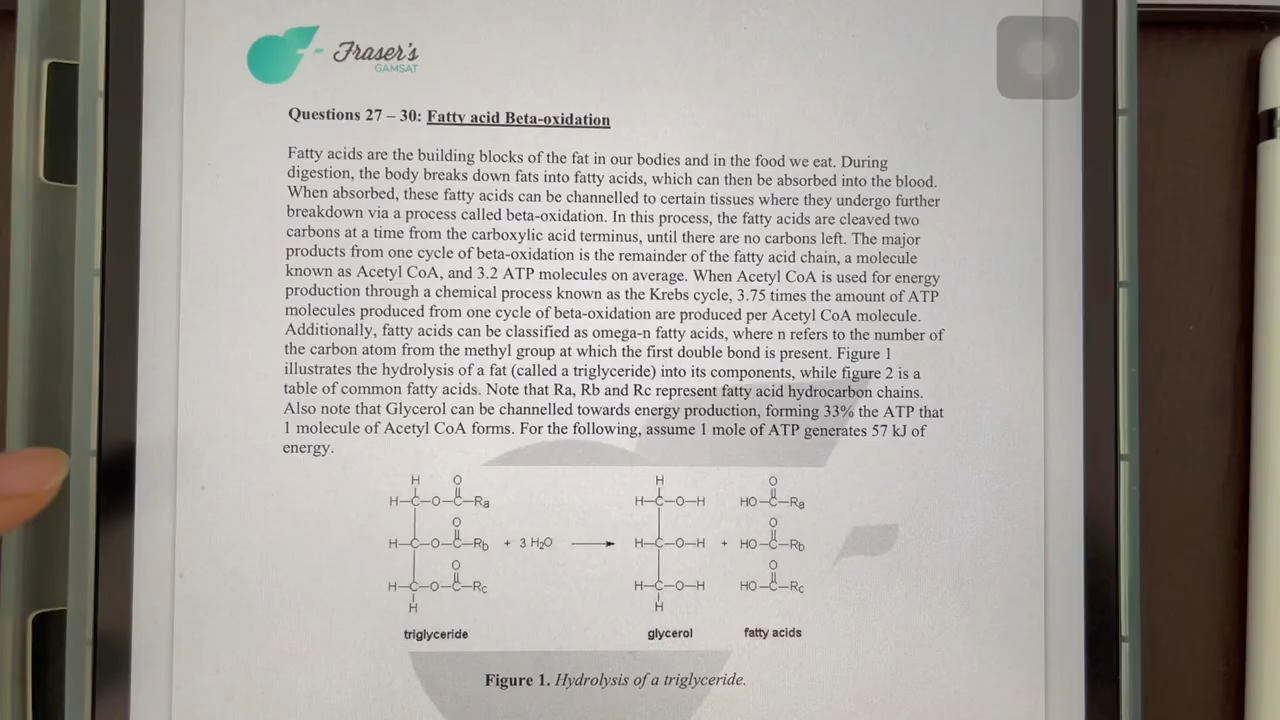 Fraser's
GAMSAT
Questions 27 – 30: Fatty acid Beta-oxidation
Fatty acids are the building blocks of the fat in our bodies and in the food we eat. During
digestion, the body breaks down fats into fatty acids, which can then be absorbed into the blood.
When absorbed, these fatty acids can be channelled to certain tissues where they undergo further
breakdown via a process called beta-oxidation. In this process, the fatty acids are cleaved two
carbons at a time from the carboxylic acid terminus, until there are no carbons left. The major
products from one cycle of beta-oxidation is the remainder of the fatty acid chain, a molecule
known as Acetyl CoA, and 3.2 ATP molecules on average. When Acetyl CoA is used for energy
production through a chemical process known as the Krebs cycle, 3.75 times the amount of ATP
molecules produced from one cycle of beta-oxidation are produced per Acetyl CoA molecule.
Additionally, fatty acids can be classified as omega-n fatty acids, where n refers to the number of
the carbon atom from the methyl group at which the first double bond is present. Figure 1
illustrates the hydrolysis of a fat (called a triglyceride) into its components, while figure 2 is a
table of common fatty acids. Note that Ra, Rb and Rc represent fatty acid hydrocarbon chains.
Also note that Glycerol can be channelled towards energy production, forming 33% the ATP that
1 molecule of Acetyl CoA forms. For the following, assume 1 mole of ATP generates 57 kJ of
energy.
H O H O
H–C–O–C–Ra H–C–O–H HO–C–Ra
O O
H–C–O–C–Rb + 3 H₂O → H–C–O–H + HO–C–Rb
O O
H–C–O–C–Rc H–C–O–H HO–C–Rc
H H
triglyceride glycerol fatty acids
Figure 1. Hydrolysis of a triglyceride.